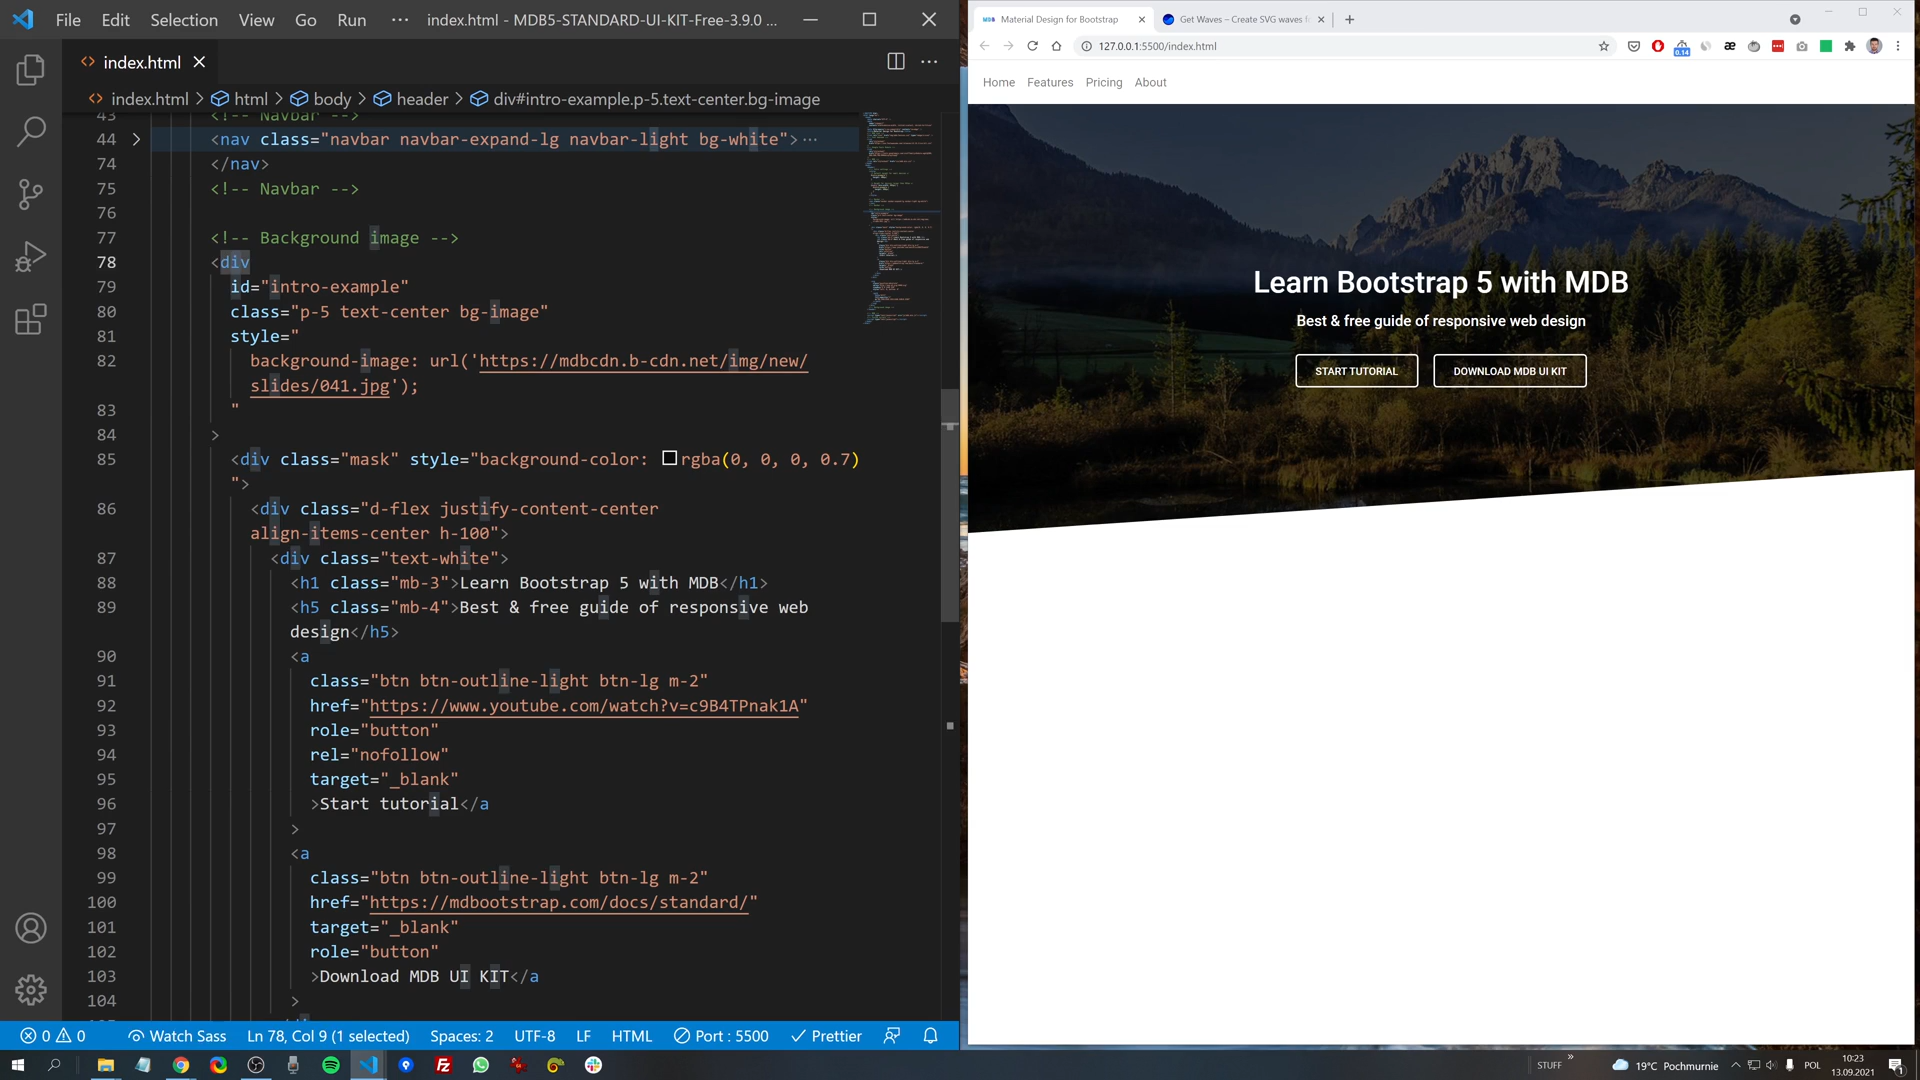 File Edit Selection View Go Run ··· index.html - MDB5-STANDARD-UI-KIT-Free-3.9.0 ...
index.html
index.html > html > body > header > div#intro-example.p-5.text-center.bg-image
43 <!-- Navbar -->
44 <nav class="navbar navbar-expand-lg navbar-light bg-white">···
74 </nav>
75 <!-- Navbar -->
76
77 <!-- Background image -->
78 <div
79 id="intro-example"
80 class="p-5 text-center bg-image"
81 style="
82 background-image: url('https://mdbcdn.b-cdn.net/img/new/
slides/041.jpg');
83 "
84 >
85 <div class="mask" style="background-color: rgba(0, 0, 0, 0.7)
">
86 <div class="d-flex justify-content-center
align-items-center h-100">
87 <div class="text-white">
88 <h1 class="mb-3">Learn Bootstrap 5 with MDB</h1>
89 <h5 class="mb-4">Best & free guide of responsive web
design</h5>
90 <a
91 class="btn btn-outline-light btn-lg m-2"
92 href="https://www.youtube.com/watch?v=c9B4TPnak1A"
93 role="button"
94 rel="nofollow"
95 target="_blank"
96 >Start tutorial</a
97 >
98 <a
99 class="btn btn-outline-light btn-lg m-2"
100 href="https://mdbootstrap.com/docs/standard/"
101 target="_blank"
102 role="button"
103 >Download MDB UI KIT</a
104 >
0 0 Watch Sass Ln 78, Col 9 (1 selected) Spaces: 2 UTF-8 LF HTML Port : 5500 Prettier
Material Design for Bootstrap
Get Waves – Create SVG waves f
127.0.0.1:5500/index.html
0.14
Home Features Pricing About
Learn Bootstrap 5 with MDB
Best & free guide of responsive web design
START TUTORIAL
DOWNLOAD MDB UI KIT
STUFF
19°C Pochmurnie
POL
10:23
13.09.2021